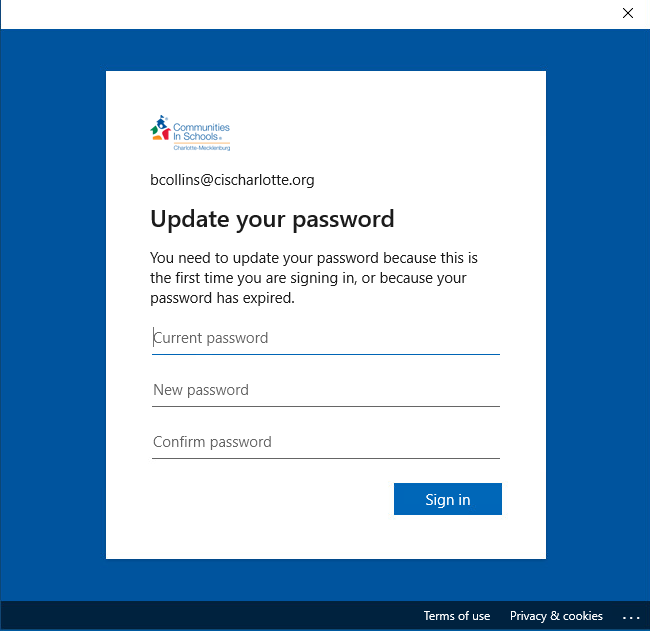 Communities
In Schools®
Charlotte-Mecklenburg
bcollins@cischarlotte.org
Update your password
You need to update your password because this is
the first time you are signing in, or because your
password has expired.
Current password
New password
Confirm password
Sign in
Terms of use Privacy & cookies ...